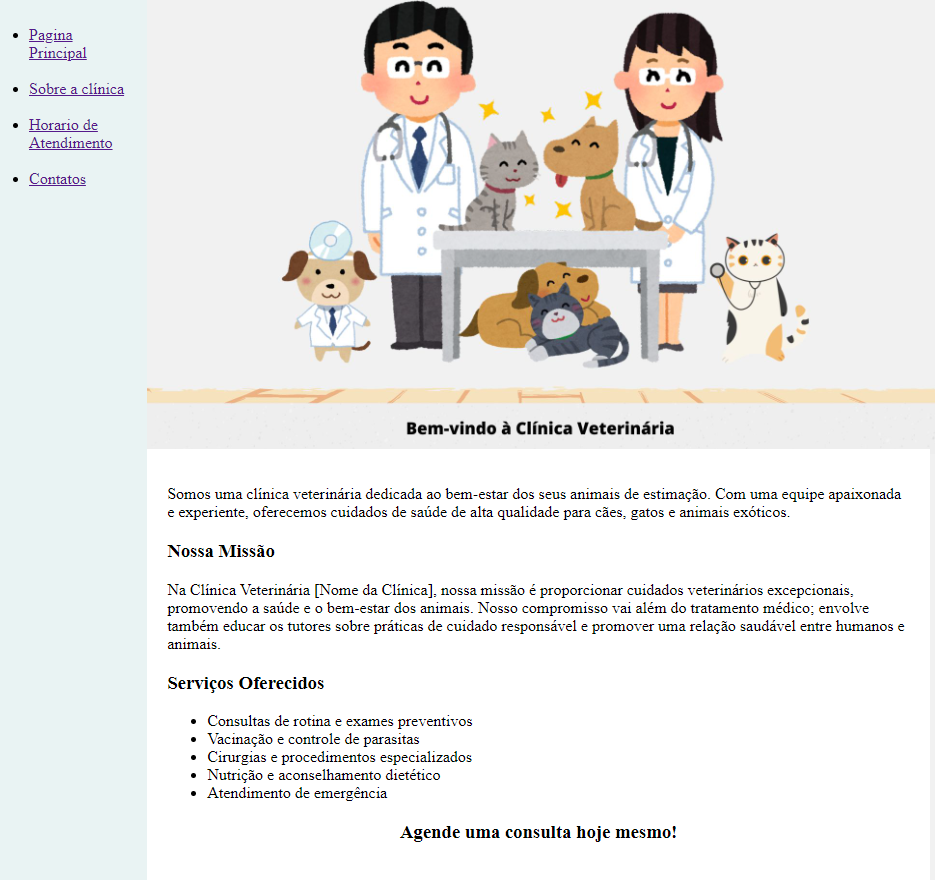 Pagina
Principal
Sobre a clínica
Horario de
Atendimento
Contatos
Bem-vindo à Clínica Veterinária
Somos uma clínica veterinária dedicada ao bem-estar dos seus animais de estimação. Com uma equipe apaixonada
e experiente, oferecemos cuidados de saúde de alta qualidade para cães, gatos e animais exóticos.
Nossa Missão
Na Clínica Veterinária [Nome da Clínica], nossa missão é proporcionar cuidados veterinários excepcionais,
promovendo a saúde e o bem-estar dos animais. Nosso compromisso vai além do tratamento médico; envolve
também educar os tutores sobre práticas de cuidado responsável e promover uma relação saudável entre humanos e
animais.
Serviços Oferecidos
Consultas de rotina e exames preventivos
Vacinação e controle de parasitas
Cirurgias e procedimentos especializados
Nutrição e aconselhamento dietético
Atendimento de emergência
Agende uma consulta hoje mesmo!